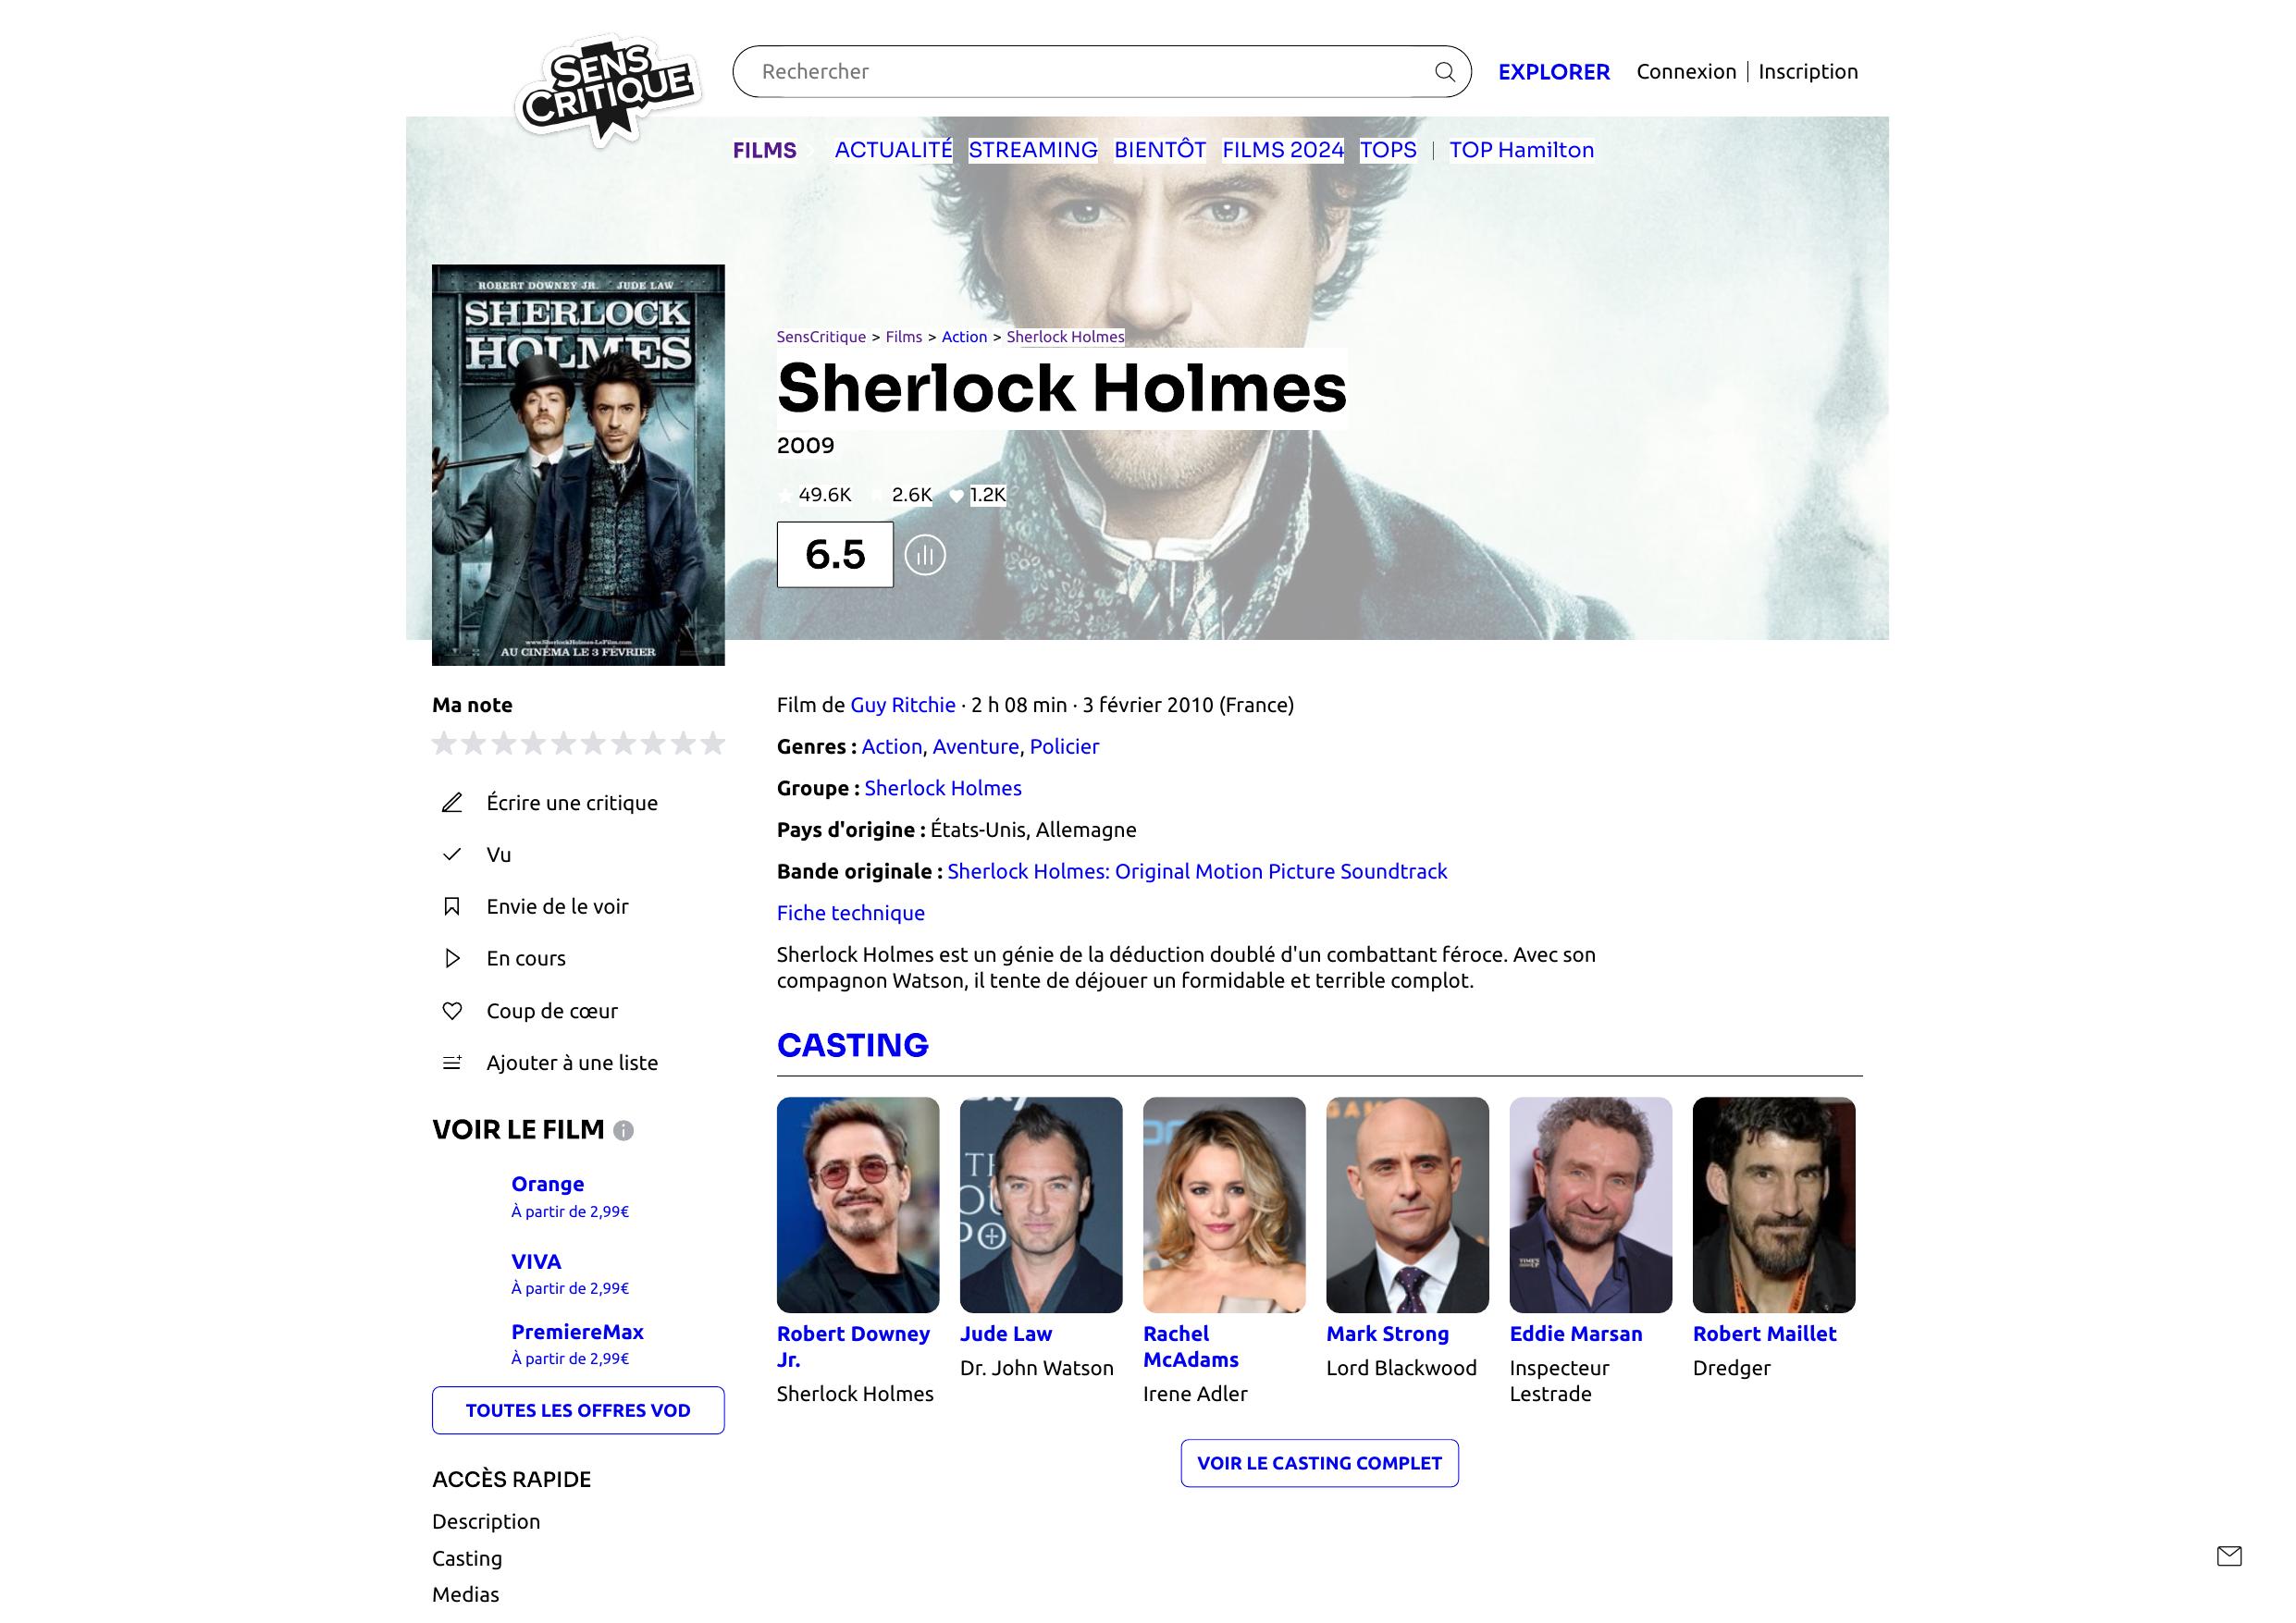 SENS
CRITIQUE
Rechercher
EXPLORER
Connexion | Inscription
FILMS
ACTUALITÉ STREAMING BIENTÔT FILMS 2024 TOPS | TOP Hamilton
ROBERT DOWNEY JR. JUDE LAW
SHERLOCK
HOLMES
www.SherlockHolmes-LeFilm.com
AU CINÉMA LE 3 FÉVRIER
SensCritique > Films > Action > Sherlock Holmes
Sherlock Holmes
2009
49.6K 2.6K 1.2K
6.5
Ma note
Écrire une critique
Vu
Envie de le voir
En cours
Coup de cœur
Ajouter à une liste
VOIR LE FILM
Orange
À partir de 2,99€
VIVA
À partir de 2,99€
PremiereMax
À partir de 2,99€
TOUTES LES OFFRES VOD
ACCÈS RAPIDE
Description
Casting
Medias
Film de Guy Ritchie · 2 h 08 min · 3 février 2010 (France)
Genres : Action, Aventure, Policier
Groupe : Sherlock Holmes
Pays d'origine : États-Unis, Allemagne
Bande originale : Sherlock Holmes: Original Motion Picture Soundtrack
Fiche technique
Sherlock Holmes est un génie de la déduction doublé d'un combattant féroce. Avec son
compagnon Watson, il tente de déjouer un formidable et terrible complot.
CASTING
Robert Downey
Jr.
Sherlock Holmes
Jude Law
Dr. John Watson
Rachel
McAdams
Irene Adler
Mark Strong
Lord Blackwood
Eddie Marsan
Inspecteur
Lestrade
Robert Maillet
Dredger
VOIR LE CASTING COMPLET